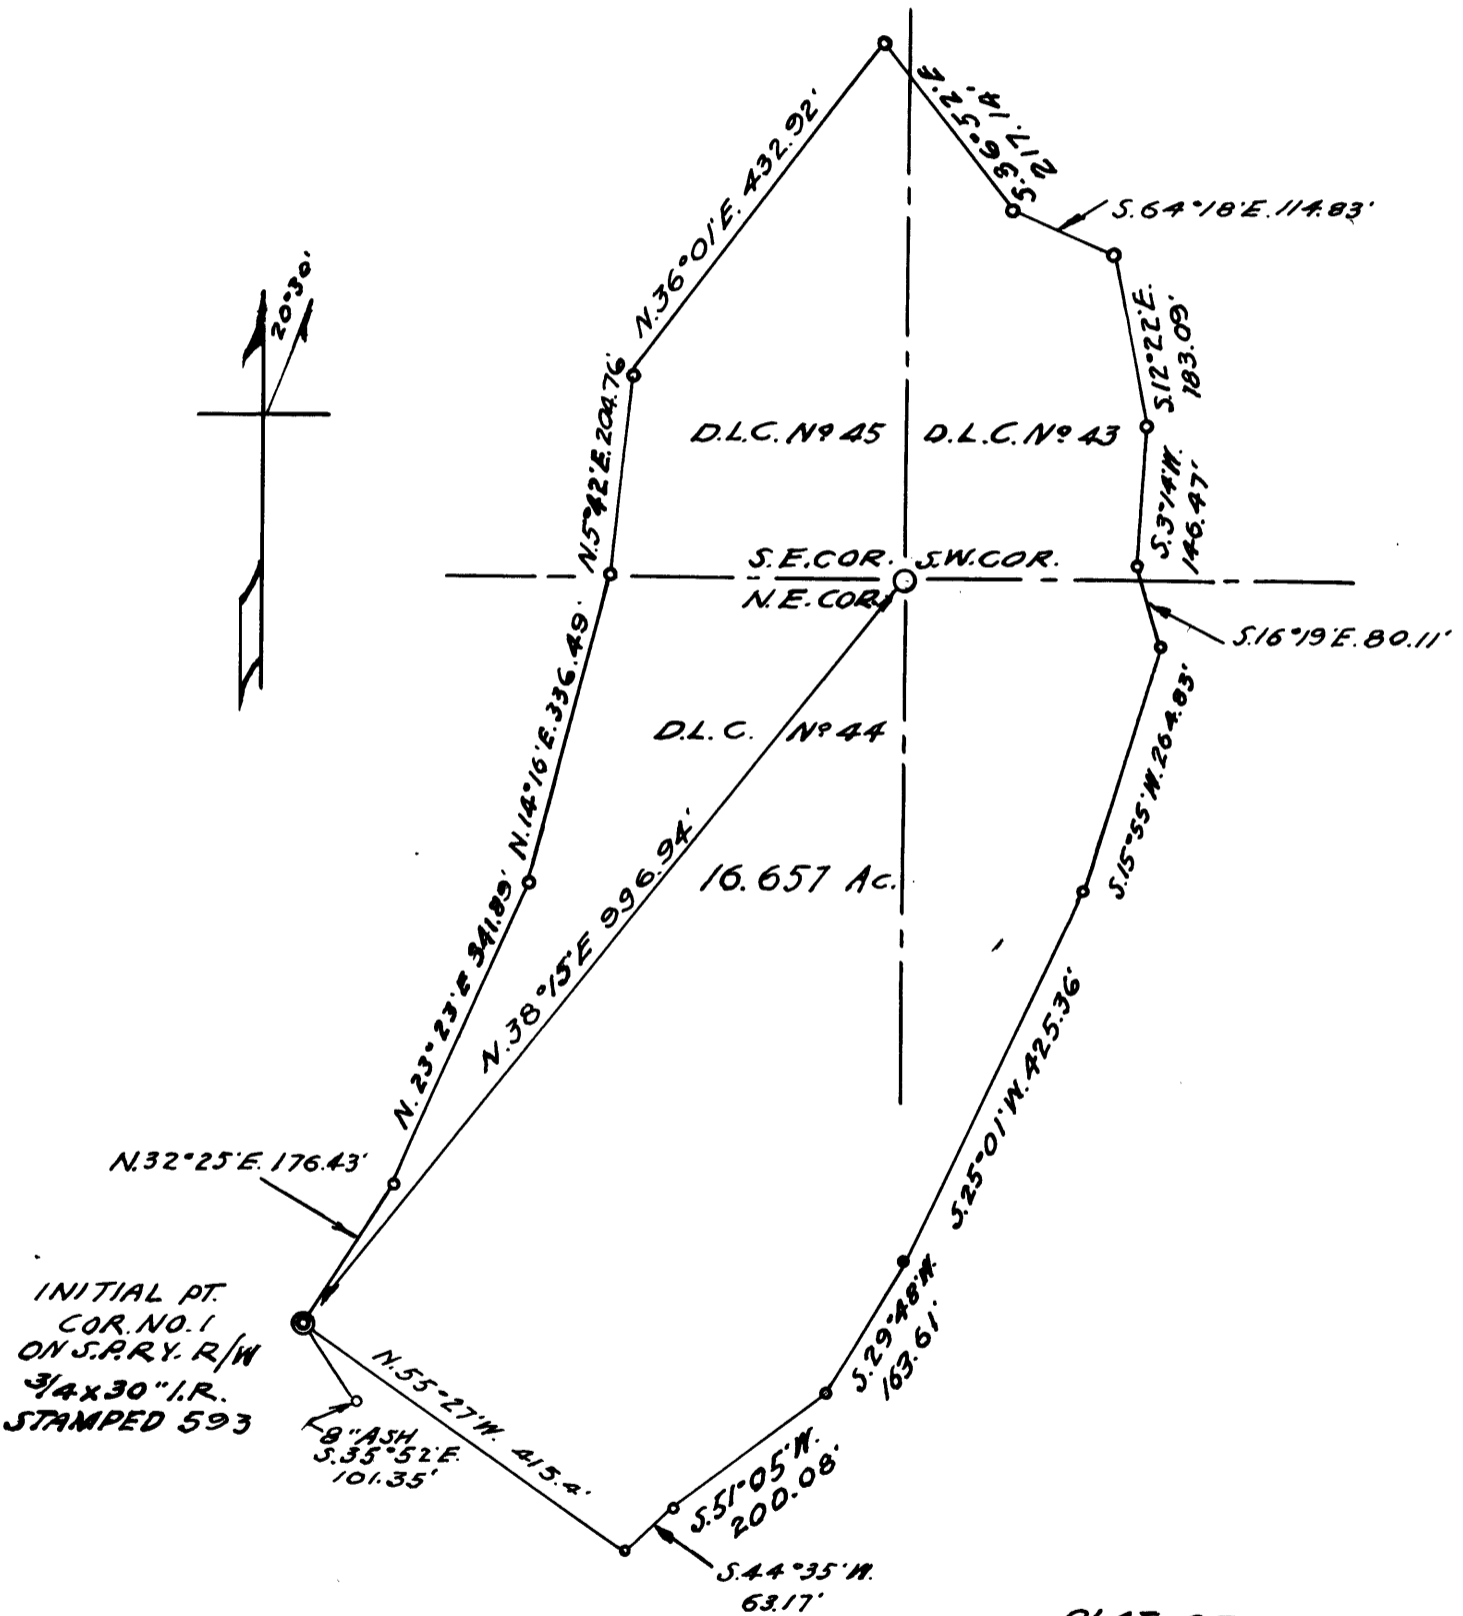 S.36°52'E
217.14'
N.36°01'E. 432.92'
S.64°18'E. 114.83'
20°30'
S.12°22'E.
183.09'
N.5°42'E. 204.76'
D.L.C. Nº 45
D.L.C. Nº 43
S.3°14'W.
146.47'
S.E.COR.
S.W.COR.
N.E.COR.
S.16°19'E. 80.11'
N.14°16'E. 336.49'
D.L.C. Nº 44
S.15°55'W. 264.83'
16.657 Ac.
N.23°23'E 341.89'
N.38°15'E 996.94'
S.25°01'W. 425.36'
N.32°25'E. 176.43'
INITIAL PT.
COR. NO. 1
ON S.P.RY. R/W
3/4 x 30" I.R.
STAMPED 593
S.29°48'W.
163.61'
N.55°27'W. 415.4'
8" ASH
S.35°52'E.
101.35'
S.51°05'W.
200.08'
S.44°35'W.
63.17'